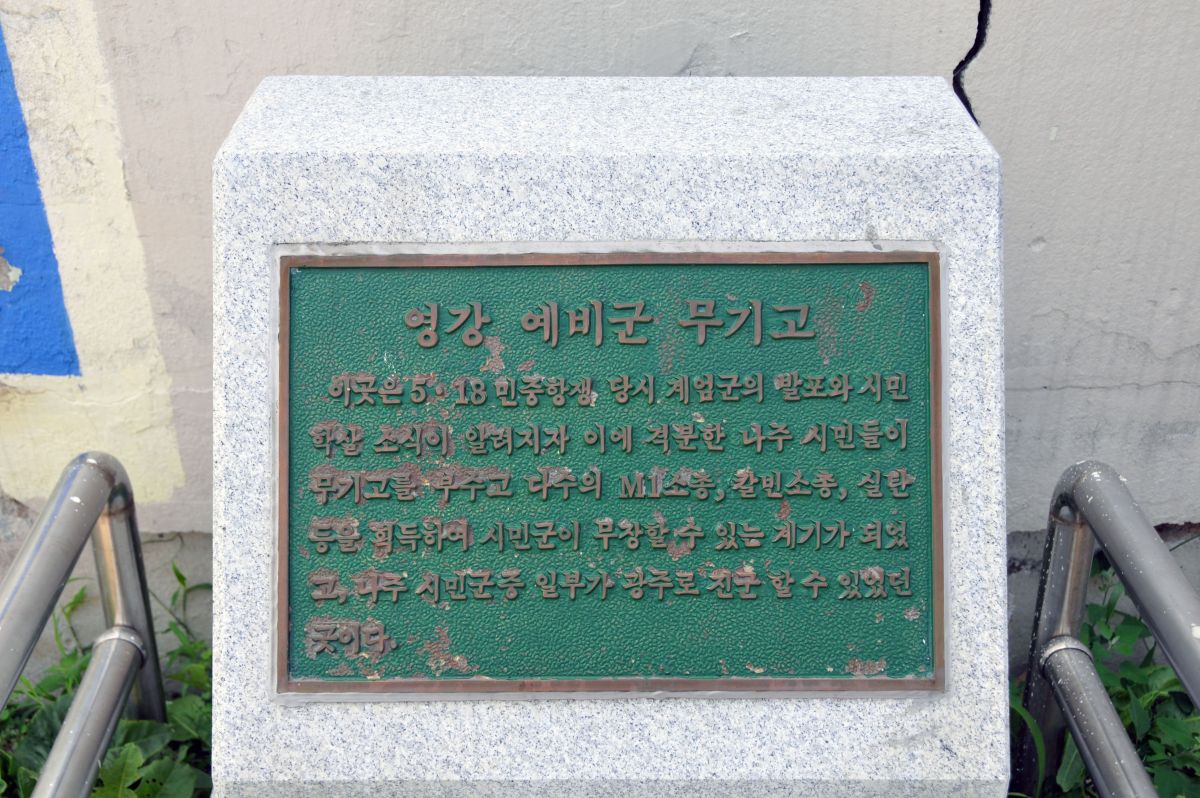 영강 예비군 무기고
이곳은 5·18 민중항쟁 당시 계엄군의 발포와 시민
학살 소식이 알려지자 이에 격분한 나주 시민들이
무기고를 부수고 다수의 M1소총, 칼빈소총, 실탄
등을 획득하여 시민군이 무장할 수 있는 계기가 되었
고, 나주 시민군중 일부가 광주로 진군 할 수 있었던
곳이다.